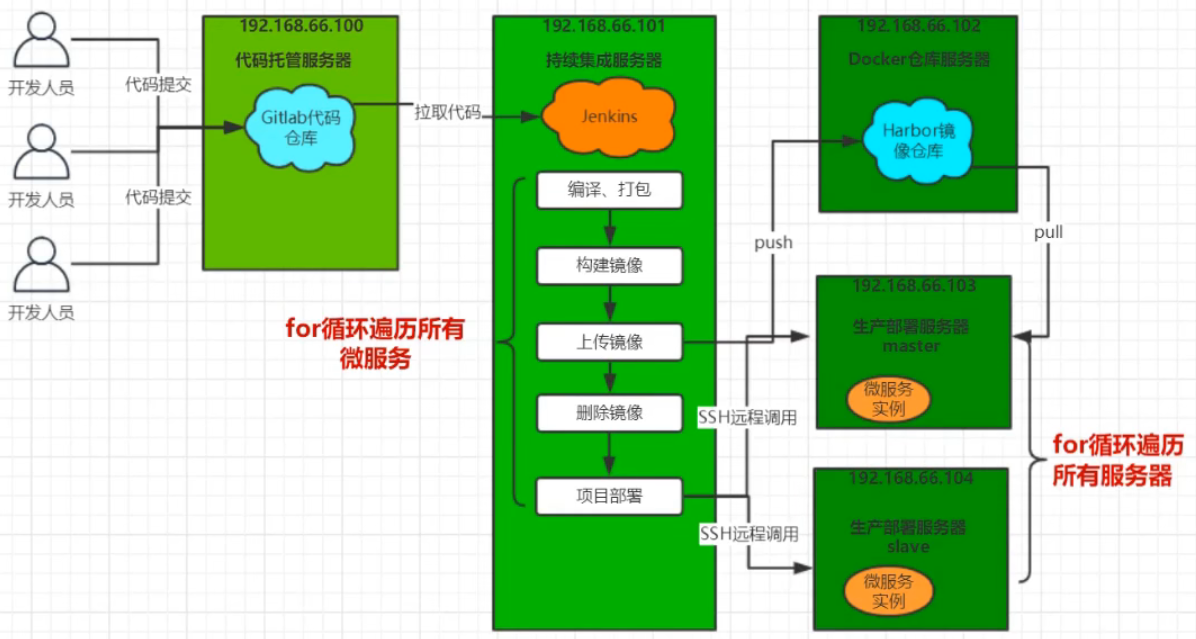 192.168.66.100
代码托管服务器
Gitlab代码
仓库
开发人员
代码提交
开发人员
代码提交
开发人员
拉取代码
192.168.66.101
持续集成服务器
Jenkins
编译、打包
构建镜像
上传镜像
删除镜像
项目部署
for循环遍历所有
微服务
push
SSH远程调用
SSH远程调用
192.168.66.102
Docker仓库服务器
Harbor镜
像仓库
pull
192.168.66.103
生产部署服务器
master
微服务
实例
192.168.66.104
生产部署服务器
slave
微服务
实例
for循环遍历
所有服务器